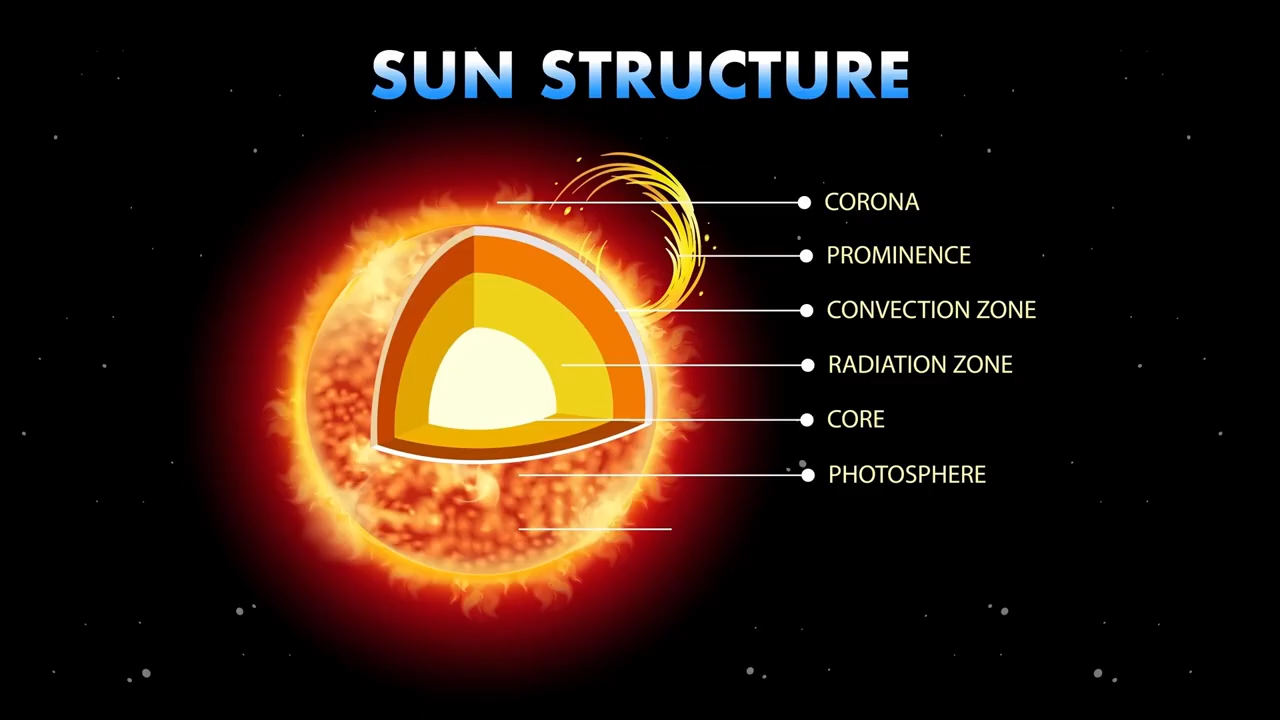 SUN STRUCTURE
CORONA
PROMINENCE
CONVECTION ZONE
RADIATION ZONE
CORE
PHOTOSPHERE